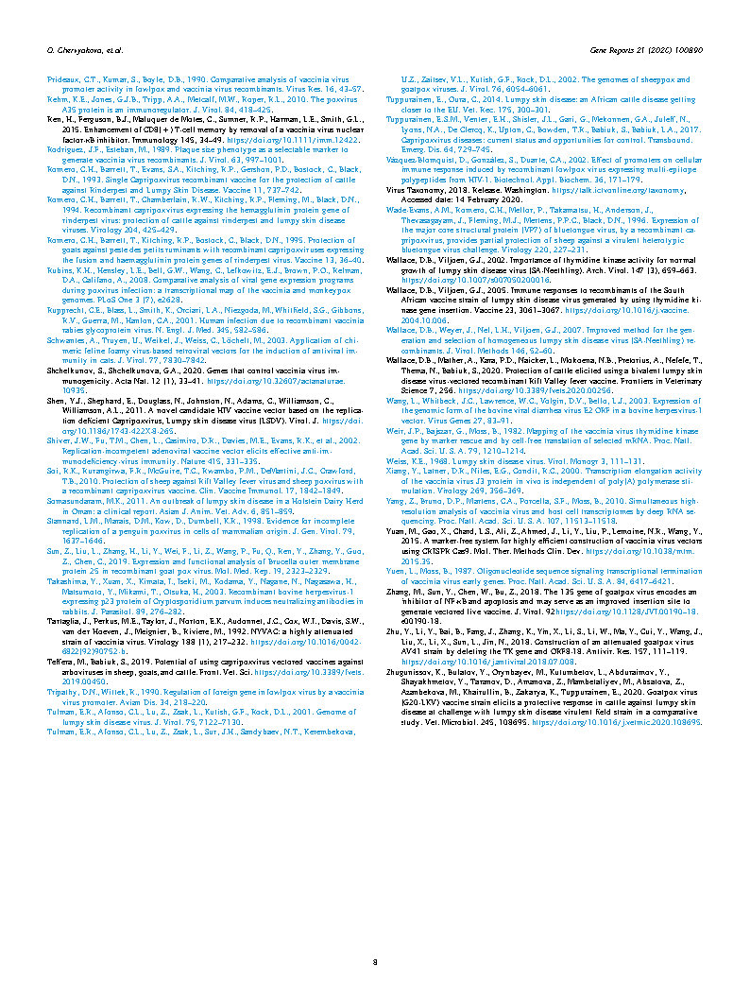 O. Chervyakova, et al.
Gene Reports 21 (2020) 100890
Prideaux, C.T., Kumar, S., Boyle, D.B., 1990. Comparative analysis of vaccinia virus
promoter activity in fowlpox and vaccinia virus recombinants. Virus Res. 16, 43–57.
Rehm, K.E., Jones, G.J.B., Tripp, A.A., Metcalf, M.W., Roper, R.L., 2010. The poxvirus
A35 protein is an immunoregulator. J. Virol. 84, 418–425.
Ren, H., Ferguson, B.J., Maluquer de Motes, C., Sumner, R.P., Harman, L.E., Smith, G.L.,
2015. Enhancement of CD8(+) T-cell memory by removal of a vaccinia virus nuclear
factor-κB inhibitor. Immunology 145, 34–49. https://doi.org/10.1111/imm.12422.
Rodriguez, J.F., Esteban, M., 1989. Plaque size phenotype as a selectable marker to
generate vaccinia virus recombinants. J. Virol. 63, 997–1001.
Romero, C.H., Barrett, T., Evans, S.A., Kitching, R.P., Gershon, P.D., Bostock, C., Black,
D.N., 1993. Single Capripoxvirus recombinant vaccine for the protection of cattle
against Rinderpest and Lumpy Skin Disease. Vaccine 11, 737–742.
Romero, C.H., Barrett, T., Chamberlain, R.W., Kitching, R.P., Fleming, M., Black, D.N.,
1994. Recombinant capripoxvirus expressing the hemagglutinin protein gene of
rinderpest virus: protection of cattle against rinderpest and lumpy skin disease
viruses. Virology 204, 425–429.
Romero, C.H., Barrett, T., Kitching, R.P., Bostock, C., Black, D.N., 1995. Protection of
goats against peste des petits ruminants with recombinant capripoxviruses expressing
the fusion and haemagglutinin protein genes of rinderpest virus. Vaccine 13, 36–40.
Rubins, K.H., Hensley, L.E., Bell, G.W., Wang, C., Lefkowitz, E.J., Brown, P.O., Relman,
D.A., Califano, A., 2008. Comparative analysis of viral gene expression programs
during poxvirus infection: a transcriptional map of the vaccinia and monkeypox
genomes. PLoS One 3 (7), e2628.
Rupprecht, C.E., Blass, L., Smith, K., Orciari, L.A., Niezgoda, M., Whitfield, S.G., Gibbons,
R.V., Guerra, M., Hanlon, C.A., 2001. Human infection due to recombinant vaccinia
rabies glycoprotein virus. N. Engl. J. Med. 345, 582–586.
Schwantes, A., Truyen, U., Weikel, J., Weiss, C., Löchelt, M., 2003. Application of chi-
meric feline foamy virus-based retroviral vectors for the induction of antiviral im-
munity in cats. J. Virol. 77, 7830–7842.
Shchelkunov, S., Shchelkunova, G.A., 2020. Genes that control vaccinia virus im-
munogenicity. Acta Nat. 12 (1), 33–41. https://doi.org/10.32607/actanaturae.
10935.
Shen, Y.J., Shephard, E., Douglass, N., Johnston, N., Adams, C., Williamson, C.,
Williamson, A.L., 2011. A novel candidate HIV vaccine vector based on the replica-
tion deficient Capripoxvirus, Lumpy skin disease virus (LSDV). Virol. J. https://doi.
org/10.1186/1743-422X-8-265.
Shiver, J.W., Fu, T.M., Chen, L., Casimiro, D.R., Davies, M.E., Evans, R.K., et al., 2002.
Replication-incompetent adenoviral vaccine vector elicits effective anti-im-
munodeficiency-virus immunity. Nature 415, 331–335.
Soi, R.K., Rurangirwa, F.R., McGuire, T.C., Rwambo, P.M., DeMartini, J.C., Crawford,
T.B., 2010. Protection of sheep against Rift Valley fever virus and sheep poxvirus with
a recombinant capripoxvirus vaccine. Clin. Vaccine Immunol. 17, 1842–1849.
Somasundaram, M.K., 2011. An outbreak of lumpy skin disease in a Holstein Dairy Herd
in Oman: a clinical report. Asian J. Anim. Vet. Adv. 6, 851–859.
Stannard, L.M., Marais, D.M., Kow, D., Dumbell, K.R., 1998. Evidence for incomplete
replication of a penguin poxvirus in cells of mammalian origin. J. Gen. Virol. 79,
1637–1646.
Sun, Z., Liu, L., Zhang, H., Li, Y., Wei, F., Li, Z., Wang, P., Fu, Q., Ren, Y., Zhang, Y., Guo,
Z., Chen, C., 2019. Expression and functional analysis of Brucella outer membrane
protein 25 in recombinant goat pox virus. Mol. Med. Rep. 19, 2323–2329.
Takashima, Y., Xuan, X., Kimata, I., Iseki, M., Kodama, Y., Nagane, N., Nagasawa, H.,
Matsumoto, Y., Mikami, T., Otsuka, H., 2003. Recombinant bovine herpesvirus-1
expressing p23 protein of Cryptosporidium parvum induces neutralizing antibodies in
rabbits. J. Parasitol. 89, 276–282.
Tartaglia, J., Perkus, M.E., Taylor, J., Norton, E.K., Audonnet, J.C., Cox, W.I., Davis, S.W.,
van der Hoeven, J., Meignier, B., Riviere, M., 1992. NYVAC: a highly attenuated
strain of vaccinia virus. Virology 188 (1), 217–232. https://doi.org/10.1016/0042-
6822(92)90752-b.
Teffera, M., Babiuk, S., 2019. Potential of using capripoxvirus vectored vaccines against
arboviruses in sheep, goats, and cattle. Front. Vet. Sci. https://doi.org/10.3389/fvets.
2019.00450.
Tripathy, D.N., Wittek, R., 1990. Regulation of foreign gene in fowlpox virus by a vaccinia
virus promoter. Avian Dis. 34, 218–220.
Tulman, E.R., Afonso, C.L., Lu, Z., Zsak, L., Kutish, G.F., Rock, D.L., 2001. Genome of
lumpy skin disease virus. J. Virol. 75, 7122–7130.
Tulman, E.R., Afonso, C.L., Lu, Z., Zsak, L., Sur, J.H., Sandybaev, N.T., Kerembekova,
U.Z., Zaitsev, V.L., Kutish, G.F., Rock, D.L., 2002. The genomes of sheeppox and
goatpox viruses. J. Virol. 76, 6054–6061.
Tuppurainen, E., Oura, C., 2014. Lumpy skin disease: an African cattle disease getting
closer to the EU. Vet. Rec. 175, 300–301.
Tuppurainen, E.S.M., Venter, E.H., Shisler, J.L., Gari, G., Mekonnen, G.A., Juleff, N.,
Lyons, N.A., De Clercq, K., Upton, C., Bowden, T.R., Babiuk, S., Babiuk, L.A., 2017.
Capripoxvirus diseases: current status and opportunities for control. Transbound.
Emerg. Dis. 64, 729–745.
Vázquez-Blomquist, D., González, S., Duarte, C.A., 2002. Effect of promoters on cellular
immune response induced by recombinant fowlpox virus expressing multi-epitope
polypeptides from HIV-1. Biotechnol. Appl. Biochem. 36, 171–179.
Virus Taxonomy, 2018. Release. Washington. https://talk.ictvonline.org/taxonomy,
Accessed date: 14 February 2020.
Wade-Evans, A.M., Romero, C.H., Mellor, P., Takamatsu, H., Anderson, J.,
Thevasagayam, J., Fleming, M.J., Mertens, P.P.C., Black, D.N., 1996. Expression of
the major core structural protein (VP7) of bluetongue virus, by a recombinant ca-
pripoxvirus, provides partial protection of sheep against a virulent heterotypic
bluetongue virus challenge. Virology 220, 227–231.
Wallace, D.B., Viljoen, G.J., 2002. Importance of thymidine kinase activity for normal
growth of lumpy skin disease virus (SA-Neethling). Arch. Virol. 147 (3), 659–663.
https://doi.org/10.1007/s007050200016.
Wallace, D.B., Viljoen, G.J., 2005. Immune responses to recombinants of the South
African vaccine strain of lumpy skin disease virus generated by using thymidine ki-
nase gene insertion. Vaccine 23, 3061–3067. https://doi.org/10.1016/j.vaccine.
2004.10.006.
Wallace, D.B., Weyer, J., Nel, L.H., Viljoen, G.J., 2007. Improved method for the gen-
eration and selection of homogeneous lumpy skin disease virus (SA-Neethling) re-
combinants. J. Virol. Methods 146, 52–60.
Wallace, D.B., Mather, A., Kara, P.D., Naicker, L., Mokoena, N.B., Pretorius, A., Nefefe, T.,
Thema, N., Babiuk, S., 2020. Protection of cattle elicited using a bivalent lumpy skin
disease virus-vectored recombinant Rift Valley fever vaccine. Frontiers in Veterinary
Science 7, 256. https://doi.org/10.3389/fvets.2020.00256.
Wang, L., Whitbeck, J.C., Lawrence, W.C., Volgin, D.V., Bello, L.J., 2003. Expression of
the genomic form of the bovine viral diarrhea virus E2 ORF in a bovine herpesvirus-1
vector. Virus Genes 27, 83–91.
Weir, J.P., Bajszar, G., Moss, B., 1982. Mapping of the vaccinia virus thymidine kinase
gene by marker rescue and by cell-free translation of selected mRNA. Proc. Natl.
Acad. Sci. U. S. A. 79, 1210–1214.
Weiss, K.E., 1968. Lumpy skin disease virus. Virol. Monogr 3, 111–131.
Xiang, Y., Latner, D.R., Niles, E.G., Condit, R.C., 2000. Transcription elongation activity
of the vaccinia virus J3 protein in vivo is independent of poly(A) polymerase sti-
mulation. Virology 269, 356–369.
Yang, Z., Bruno, D.P., Martens, C.A., Porcella, S.F., Moss, B., 2010. Simultaneous high-
resolution analysis of vaccinia virus and host cell transcriptomes by deep RNA se-
quencing. Proc. Natl. Acad. Sci. U. S. A. 107, 11513–11518.
Yuan, M., Gao, X., Chard, L.S., Ali, Z., Ahmed, J., Li, Y., Liu, P., Lemoine, N.R., Wang, Y.,
2015. A marker-free system for highly efficient construction of vaccinia virus vectors
using CRISPR Cas9. Mol. Ther. Methods Clin. Dev. https://doi.org/10.1038/mtm.
2015.35.
Yuen, L., Moss, B., 1987. Oligonucleotide sequence signaling transcriptional termination
of vaccinia virus early genes. Proc. Natl. Acad. Sci. U. S. A. 84, 6417–6421.
Zhang, M., Sun, Y., Chen, W., Bu, Z., 2018. The 135 gene of goatpox virus encodes an
inhibitor of NF-κB and apoptosis and may serve as an improved insertion site to
generate vectored live vaccine. J. Virol. 92https://doi.org/10.1128/JVI.00190-18.
e00190-18.
Zhu, Y., Li, Y., Bai, B., Fang, J., Zhang, K., Yin, X., Li, S., Li, W., Ma, Y., Cui, Y., Wang, J.,
Liu, X., Li, X., Sun, L., Jin, N., 2018. Construction of an attenuated goatpox virus
AV41 strain by deleting the TK gene and ORF8-18. Antivir. Res. 157, 111–119.
https://doi.org/10.1016/j.antiviral.2018.07.008.
Zhugunissov, K., Bulatov, Y., Orynbayev, M., Kutumbetov, L., Abduraimov, Y.,
Shayakhmetov, Y., Taranov, D., Amanova, Z., Mambetaliyev, M., Absatova, Z.,
Azambekova, M., Khairullin, B., Zakarya, K., Tuppurainen, E., 2020. Goatpox virus
(G20-LKV) vaccine strain elicits a protective response in cattle against lumpy skin
disease at challenge with lumpy skin disease virulent field strain in a comparative
study. Vet. Microbiol. 245, 108695. https://doi.org/10.1016/j.vetmic.2020.108695.
8